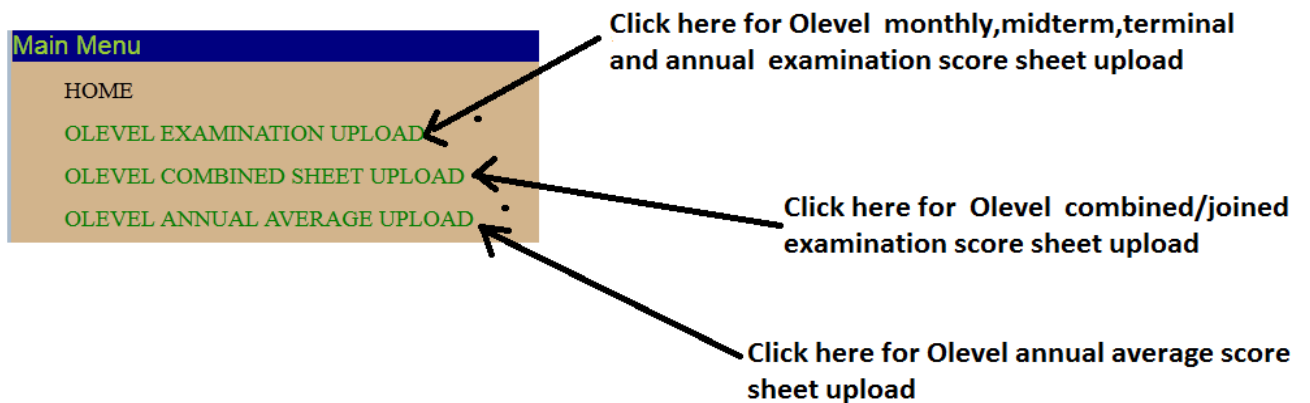 Main Menu
HOME
OLEVEL EXAMINATION UPLOAD
OLEVEL COMBINED SHEET UPLOAD
OLEVEL ANNUAL AVERAGE UPLOAD
Click here for Olevel monthly,midterm,terminal
and annual examination score sheet upload
Click here for Olevel combined/joined
examination score sheet upload
Click here for Olevel annual average score
sheet upload